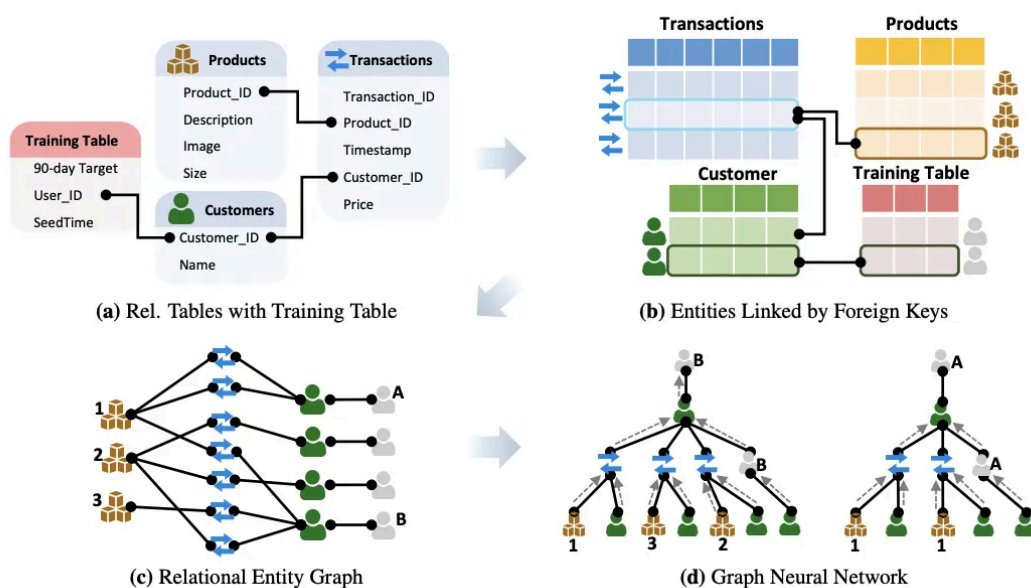 Products
Product_ID
Description
Image
Size
Transactions
Transaction_ID
Product_ID
Timestamp
Customer_ID
Price
Training Table
90-day Target
User_ID
SeedTime
Customers
Customer_ID
Name
(a) Rel. Tables with Training Table
Transactions
Products
Customer
Training Table
(b) Entities Linked by Foreign Keys
1
2
3
A
B
(c) Relational Entity Graph
B
B
1
3
2
A
A
1
1
(d) Graph Neural Network